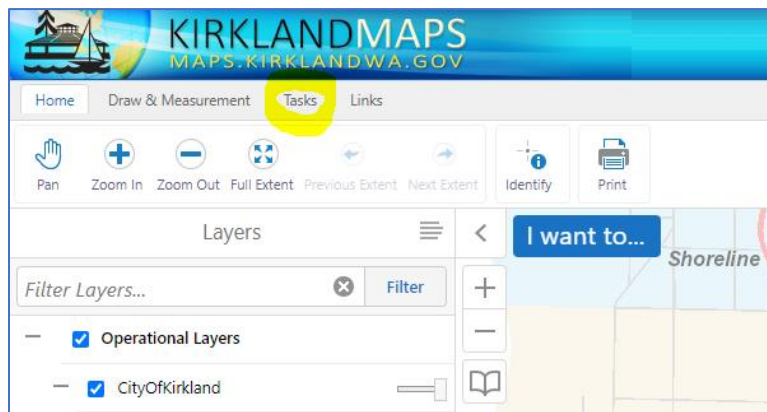 KIRKLANDMAPS
MAPS.KIRKLANDWA.GOV
Home Draw & Measurement Tasks Links
Pan Zoom In Zoom Out Full Extent Previous Extent Next Extent Identify Print
Layers
I want to...
Shoreline
Filter Layers... Filter
Operational Layers
CityOfKirkland